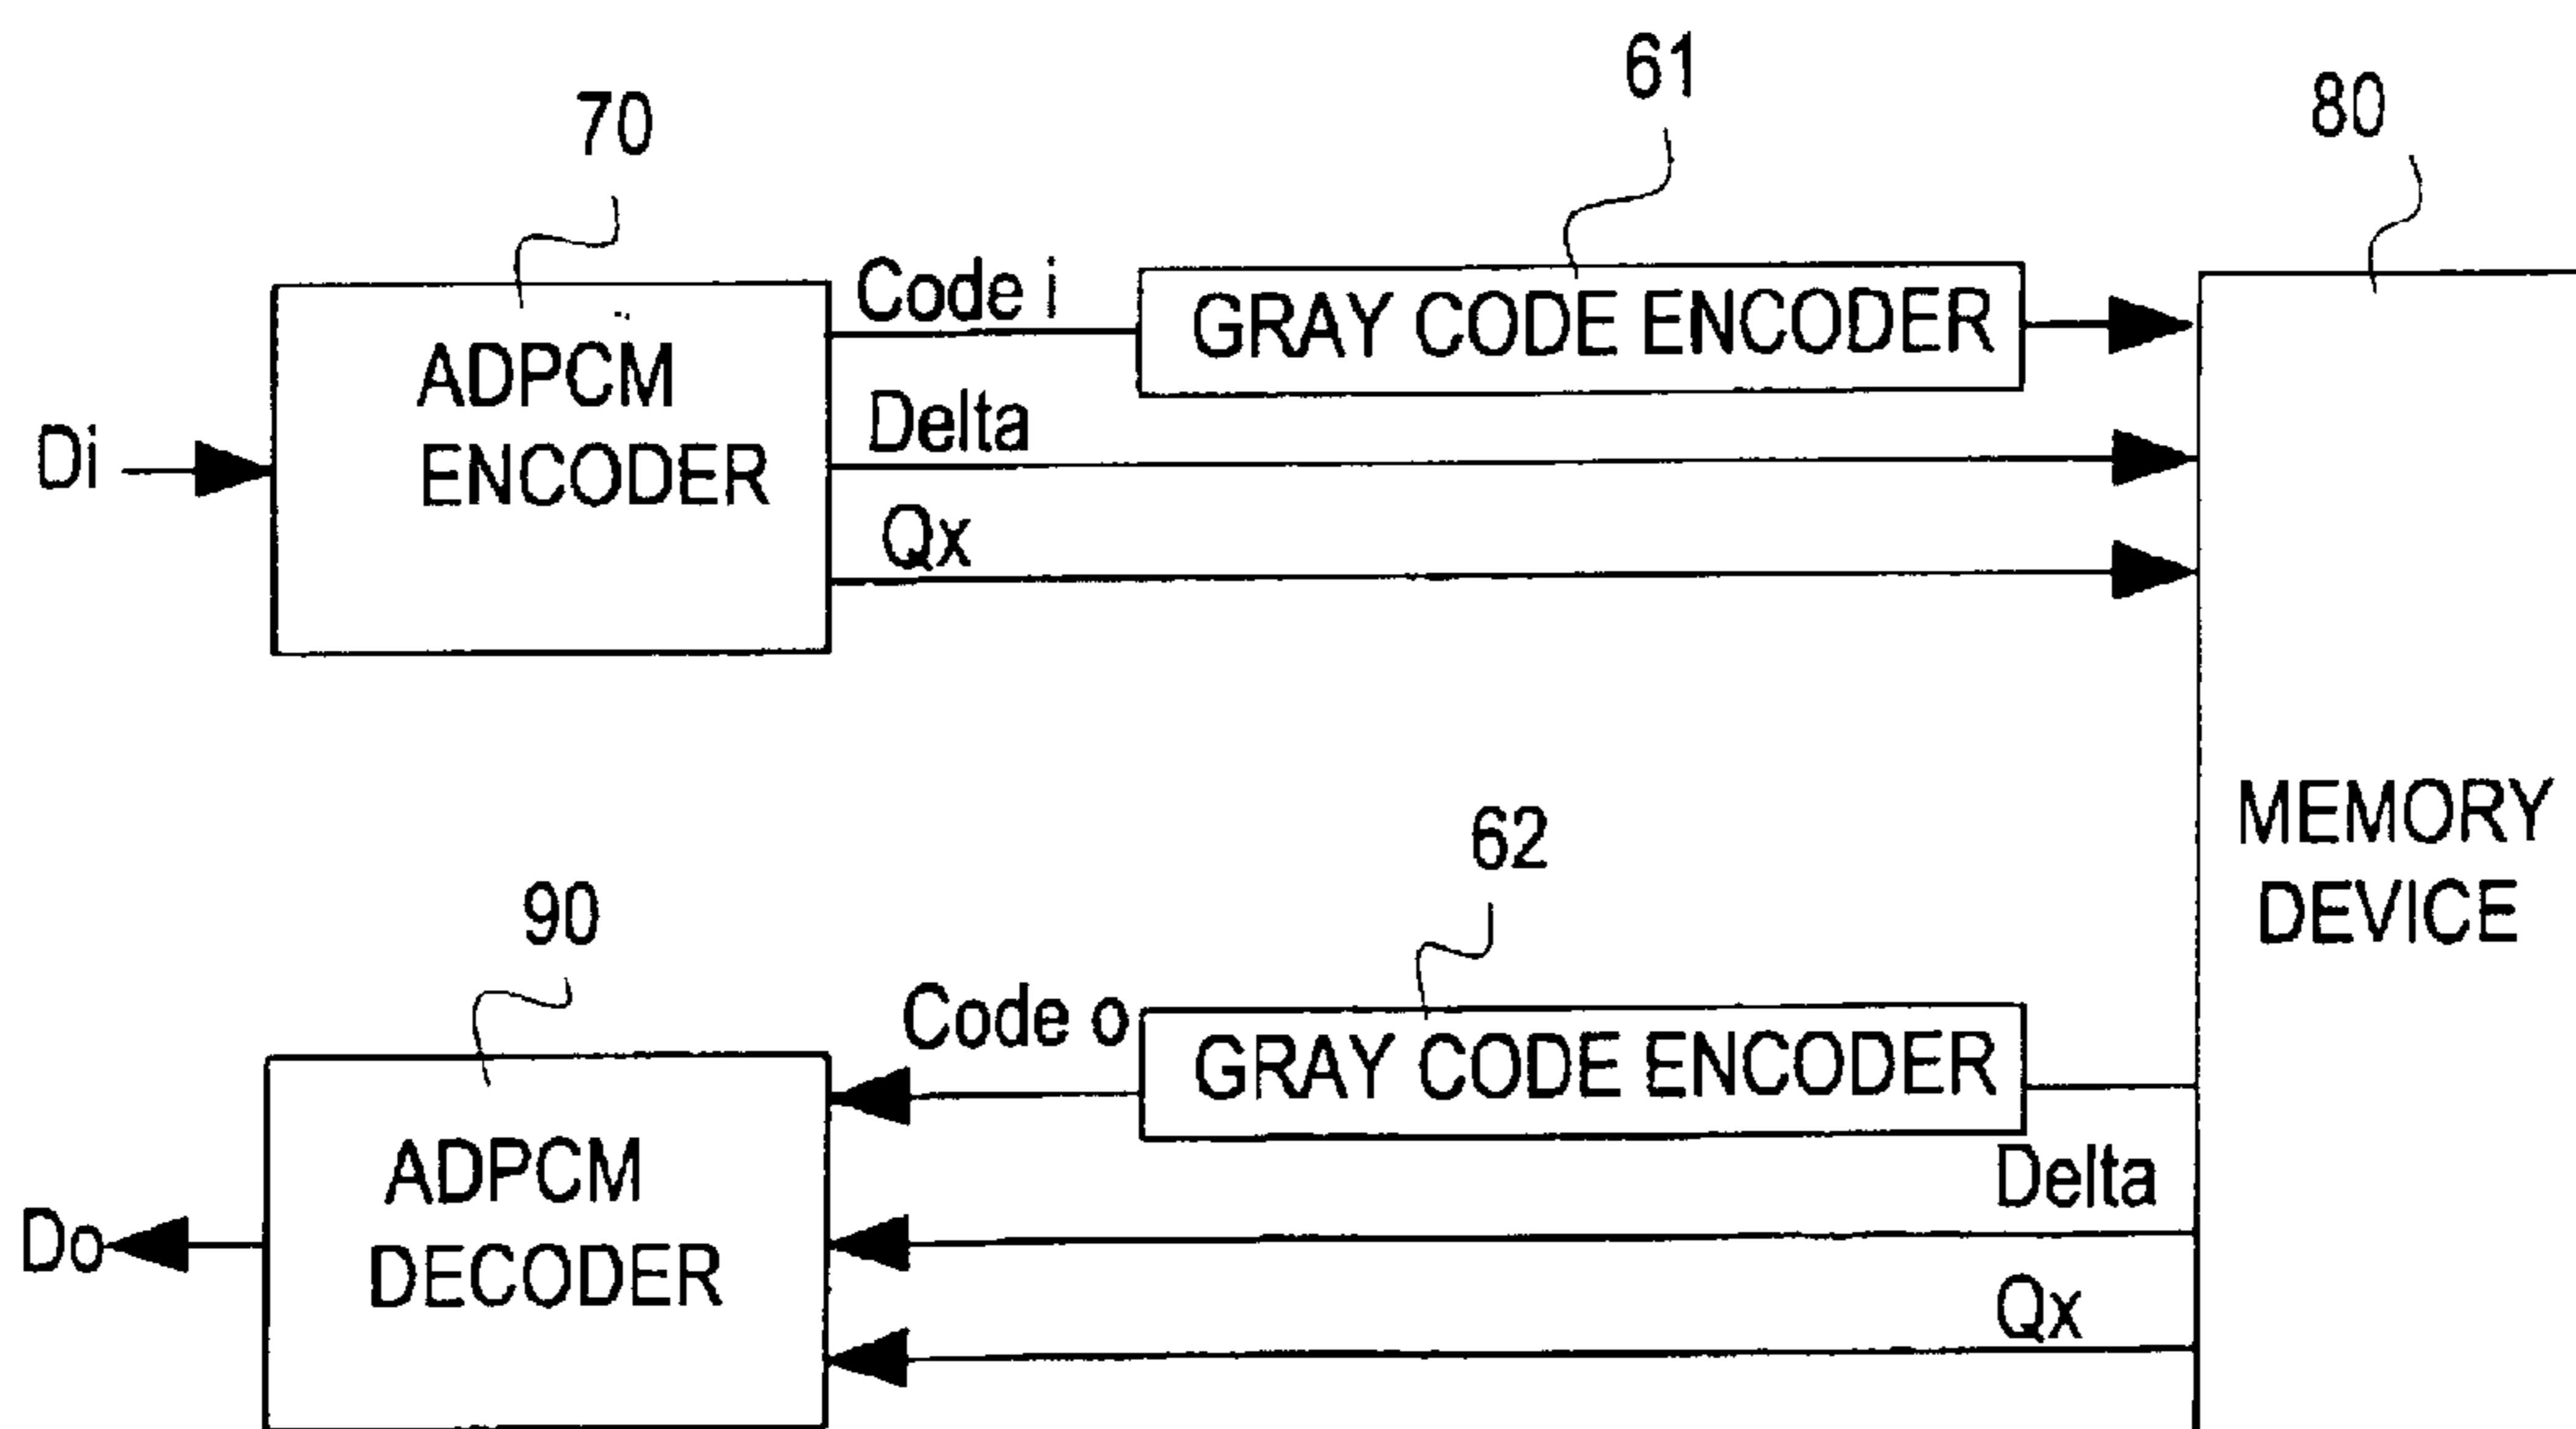 61
80
70
Code i
GRAY CODE ENCODER
ADPCM
ENCODER
Delta
Di
Qx
MEMORY
DEVICE
62
90
Code o
GRAY CODE ENCODER
ADPCM
DECODER
Delta
Do
Qx